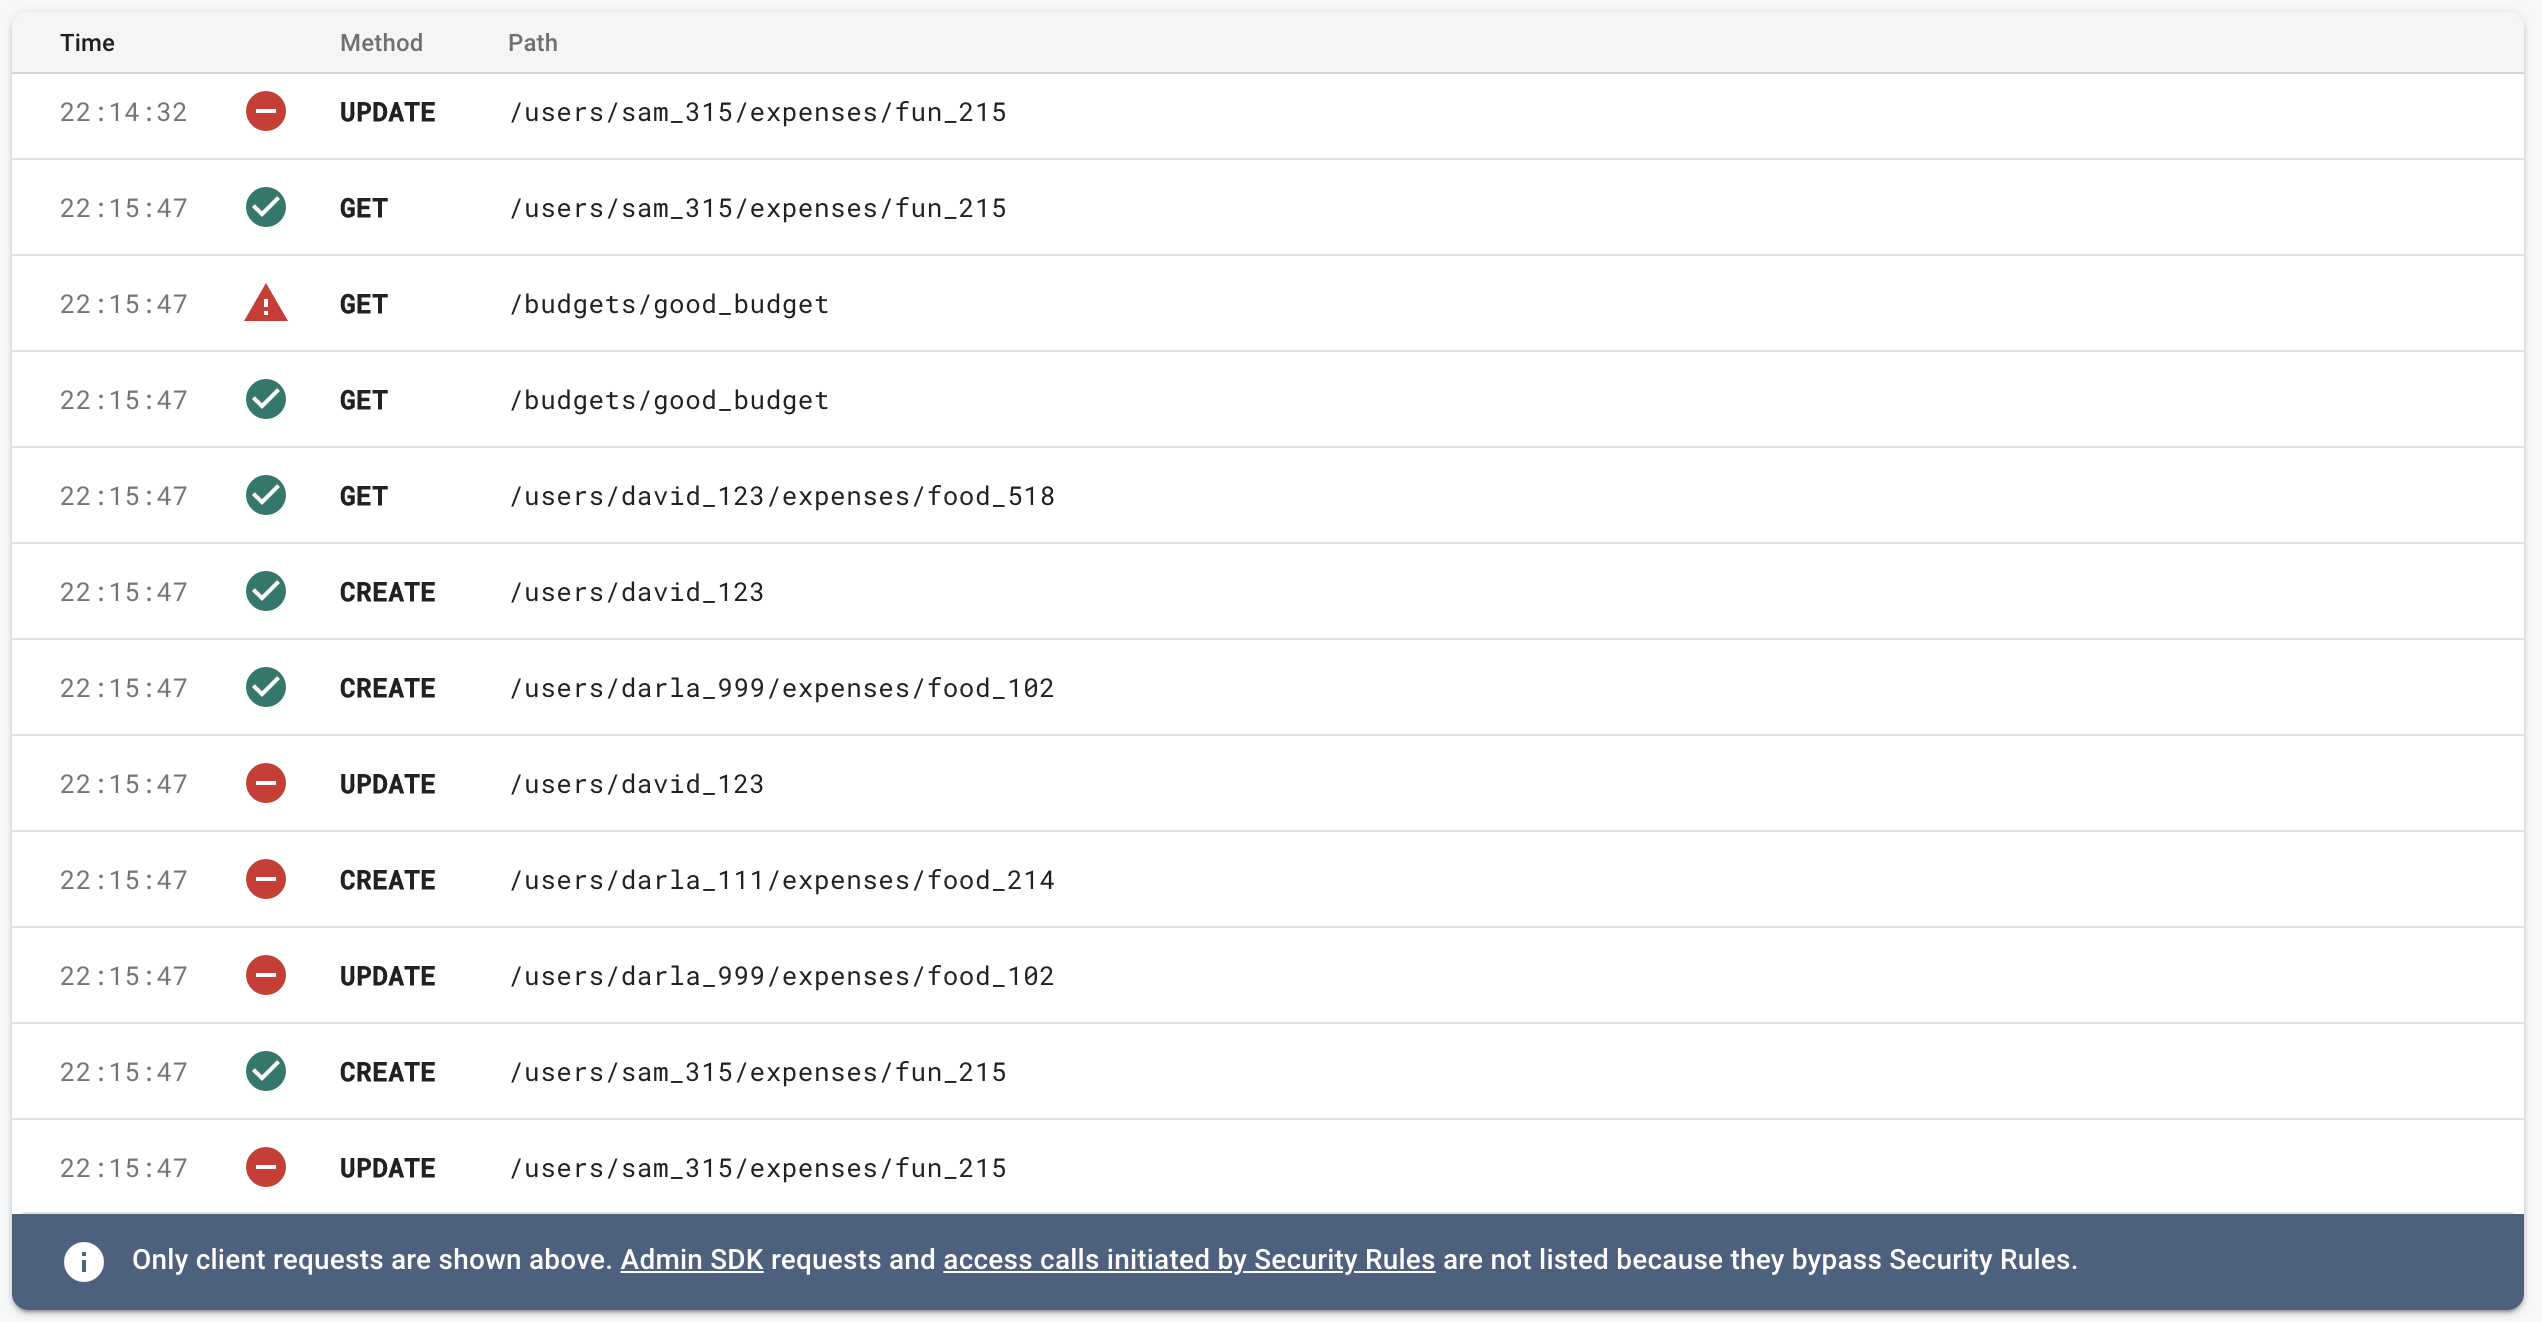 Time Method Path
22:14:32 UPDATE /users/sam_315/expenses/fun_215
22:15:47 GET /users/sam_315/expenses/fun_215
22:15:47 GET /budgets/good_budget
22:15:47 GET /budgets/good_budget
22:15:47 GET /users/david_123/expenses/food_518
22:15:47 CREATE /users/david_123
22:15:47 CREATE /users/darla_999/expenses/food_102
22:15:47 UPDATE /users/david_123
22:15:47 CREATE /users/darla_111/expenses/food_214
22:15:47 UPDATE /users/darla_999/expenses/food_102
22:15:47 CREATE /users/sam_315/expenses/fun_215
22:15:47 UPDATE /users/sam_315/expenses/fun_215
Only client requests are shown above. Admin SDK requests and access calls initiated by Security Rules are not listed because they bypass Security Rules.